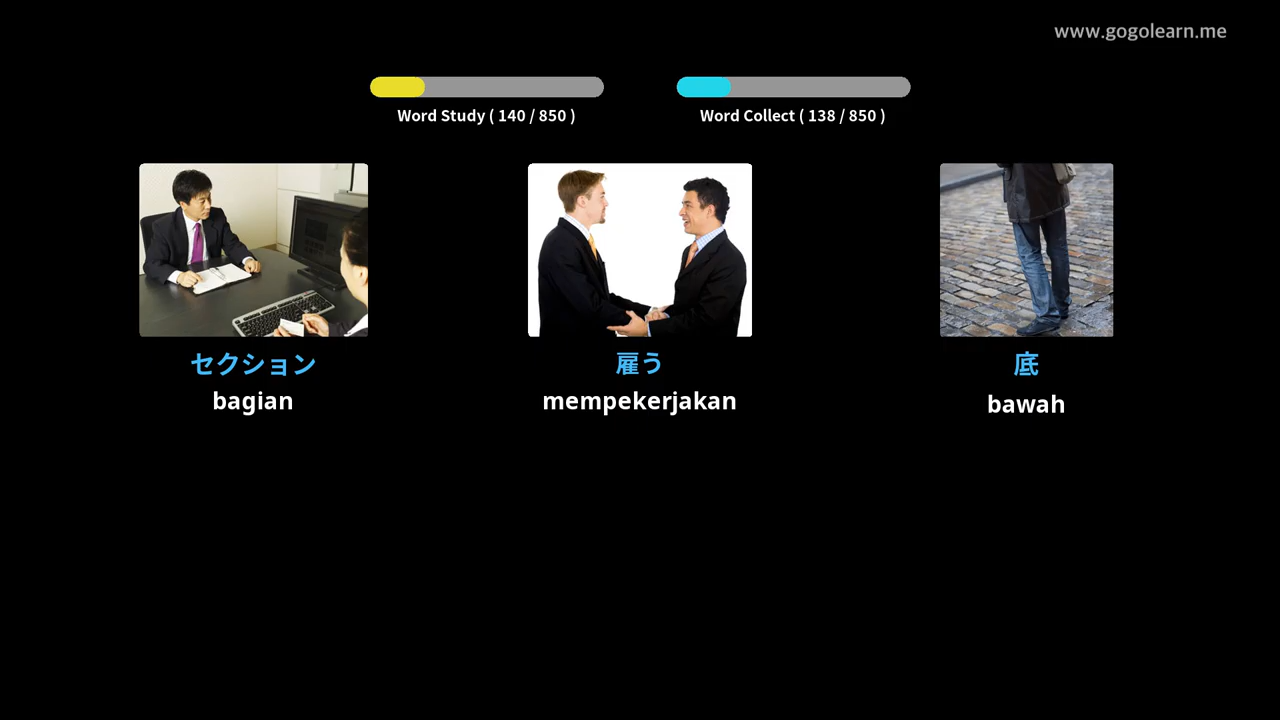 www.gogolearn.me
Word Study ( 140 / 850 )
Word Collect ( 138 / 850 )
セクション
雇う
底
bagian
mempekerjakan
bawah